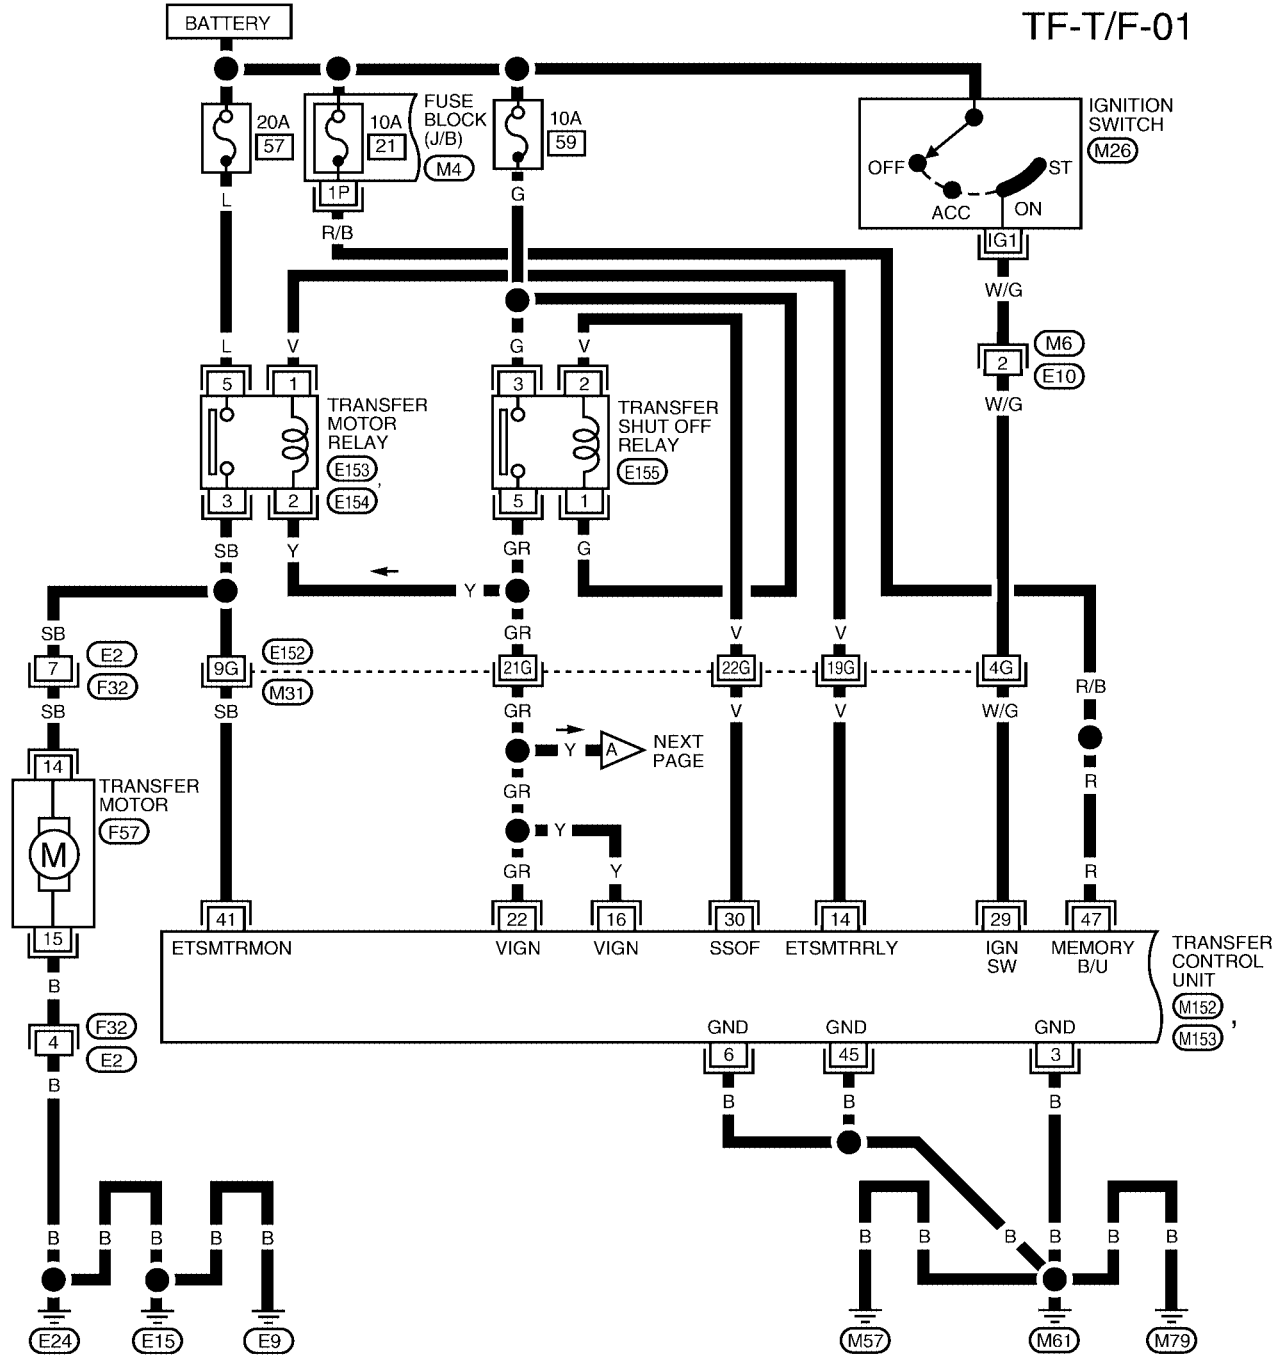 TF-T/F-01
BATTERY
20A
57
10A
21
FUSE
BLOCK
(J/B)
M4
10A
59
IGNITION
SWITCH
M26
OFF
ACC
ON
ST
1P
IG1
L
R/B
G
W/G
2
M6
E10
W/G
L
V
G
V
5
1
3
2
TRANSFER
MOTOR
RELAY
E153
,
E154
TRANSFER
SHUT OFF
RELAY
E155
3
2
5
1
SB
Y
GR
G
Y
SB
GR
V
V
7
E2
F32
9G
E152
M31
21G
22G
19G
4G
R/B
SB
SB
GR
V
V
W/G
Y
A
NEXT
PAGE
14
TRANSFER
MOTOR
F57
M
GR
R
Y
GR
Y
R
41
22
16
30
14
29
47
ETSMTRMON
VIGN
VIGN
SSOF
ETSMTRRLY
IGN
SW
MEMORY
B/U
TRANSFER
CONTROL
UNIT
M152
,
M153
15
B
4
F32
E2
B
GND
GND
GND
6
45
3
B
B
B
B
B
B
B
B
B
B
B
B
B
B
E24
E15
E9
M57
M61
M79